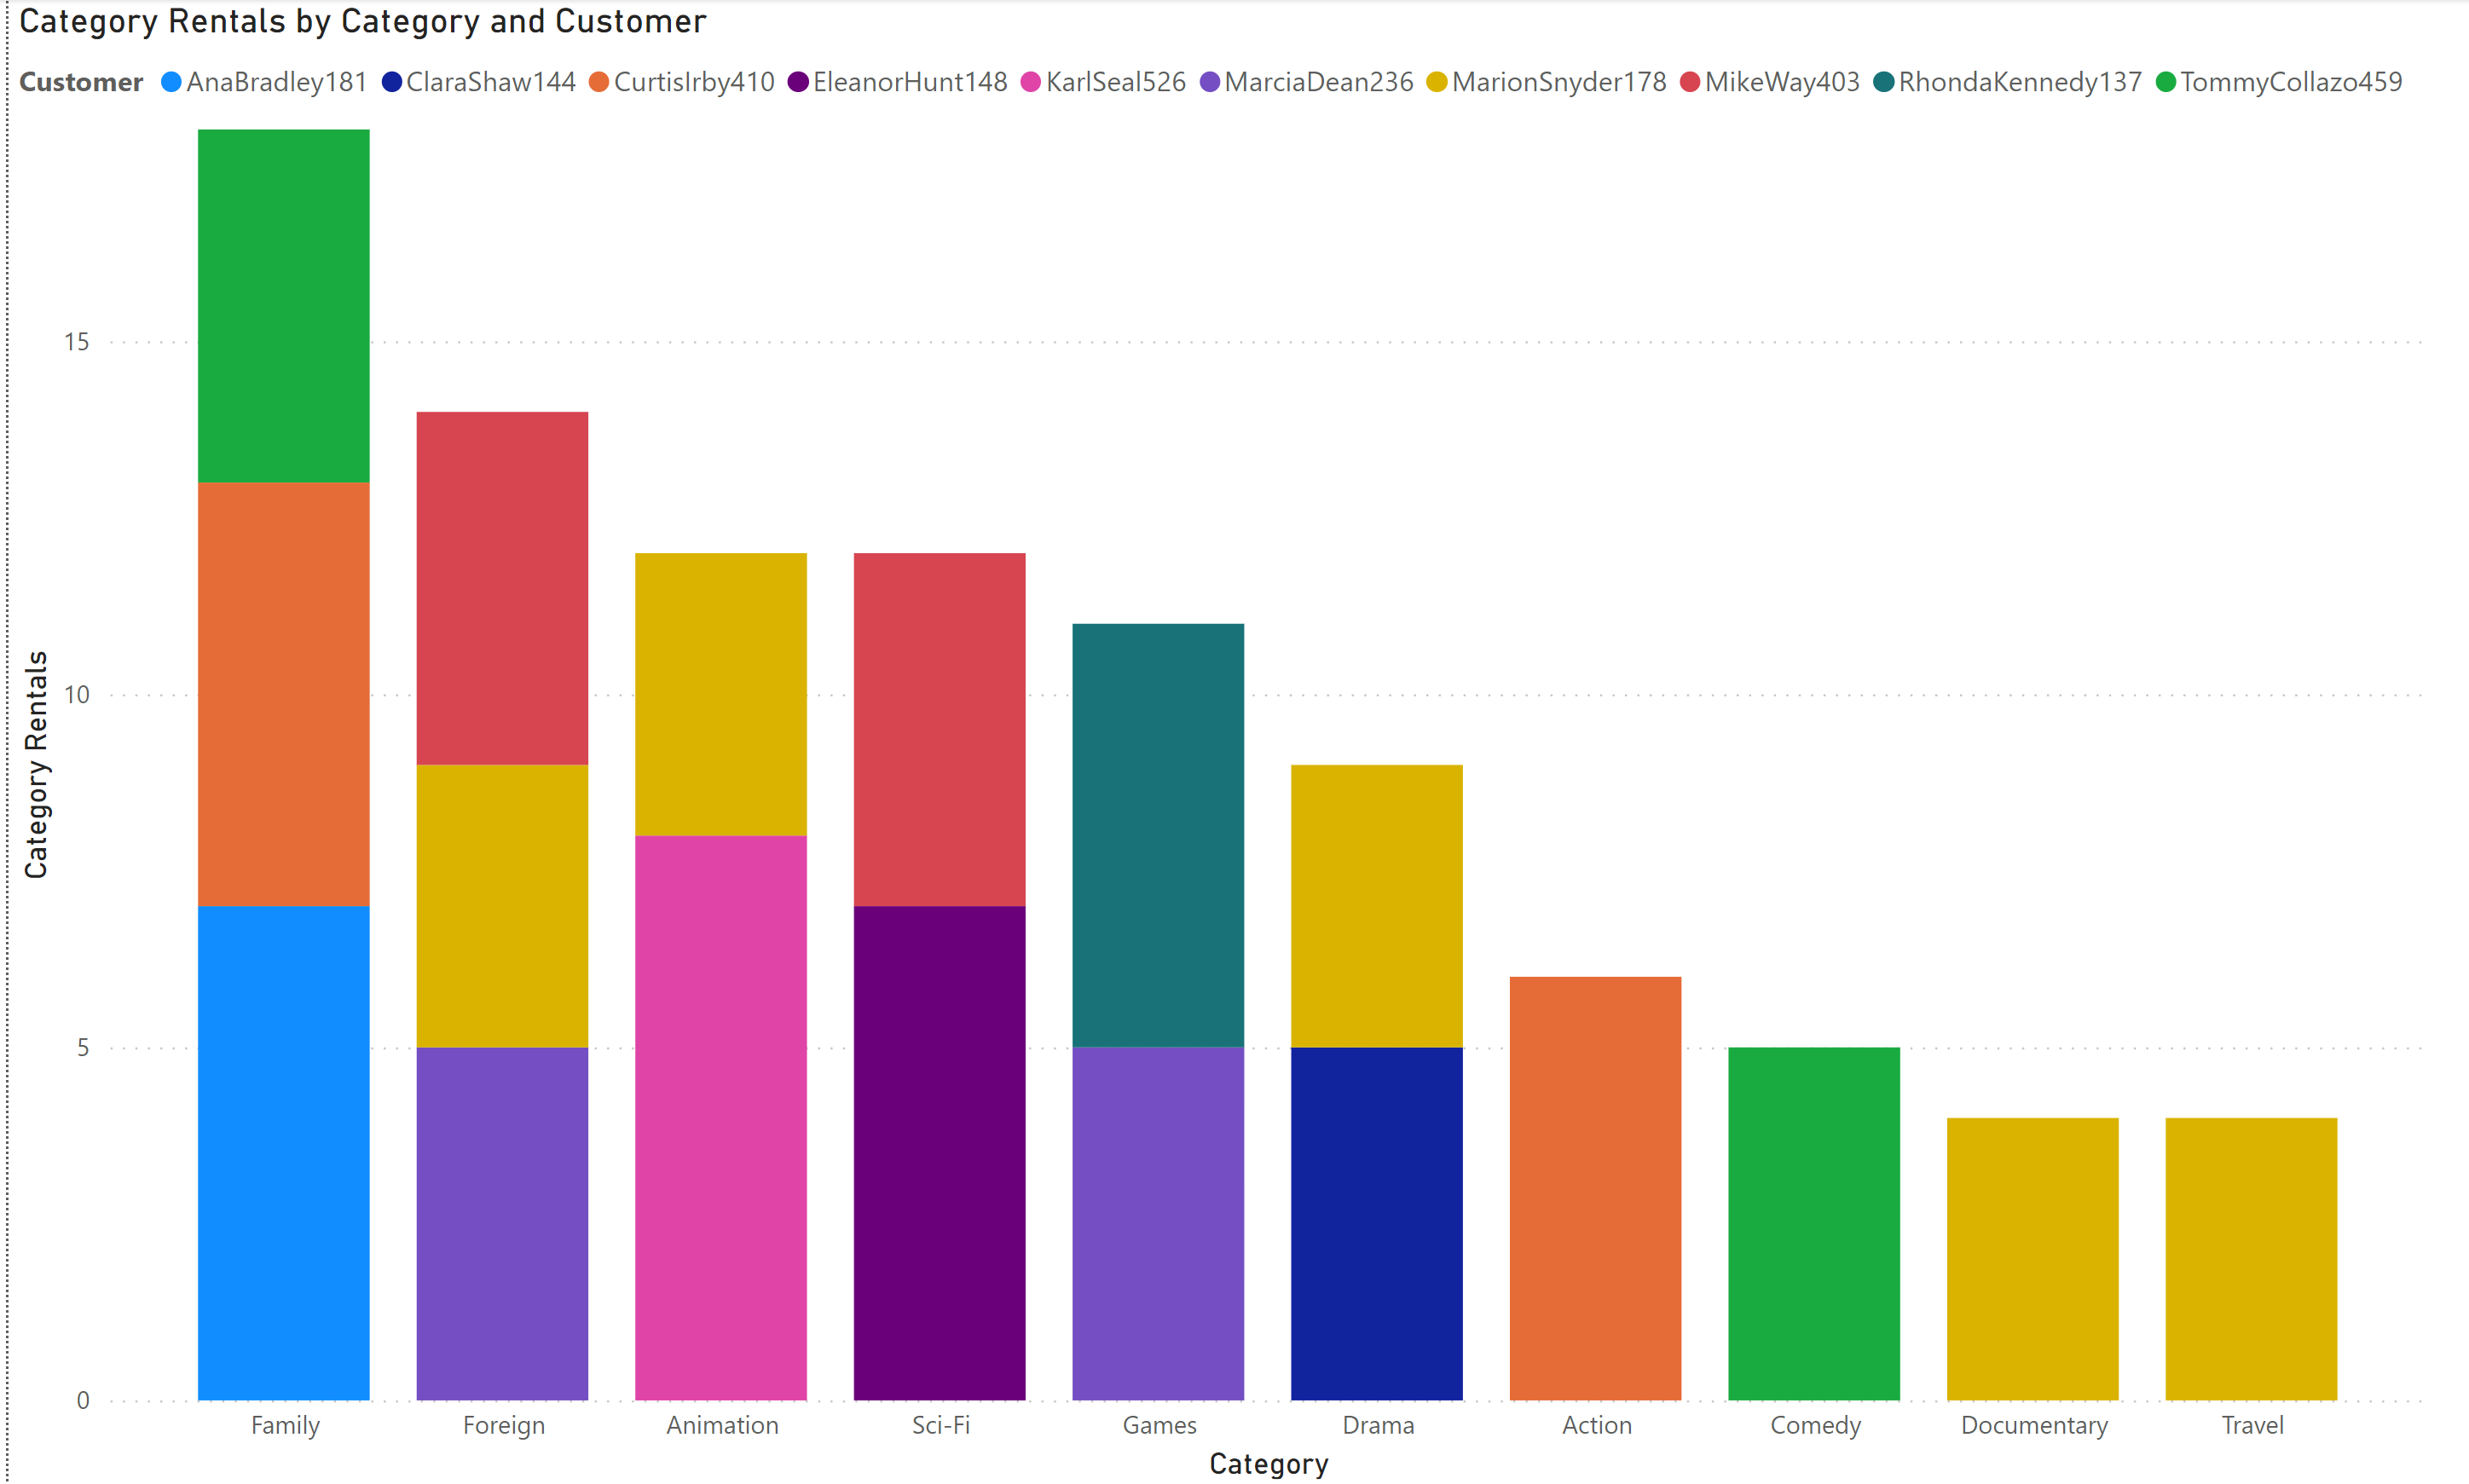 Category Rentals by Category and Customer
Customer AnaBradley181 ClaraShaw144 CurtisIrby410 EleanorHunt148 KarlSeal526 MarciaDean236 MarionSnyder178 MikeWay403 RhondaKennedy137 TommyCollazo459
Category Rentals
15
10
5
0
Family Foreign Animation Sci-Fi Games Drama Action Comedy Documentary Travel
Category